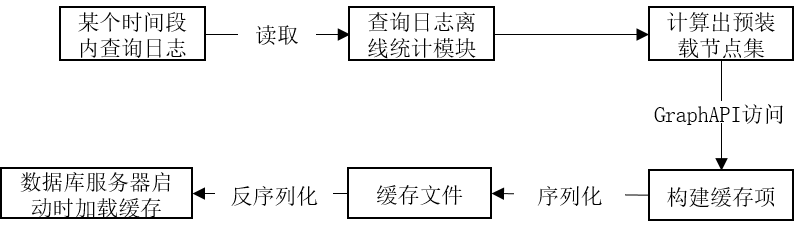 某个时间段
内查询日志
读取
查询日志离
线统计模块
计算出预装
载节点集
GraphAPI访问
构建缓存项
序列化
缓存文件
反序列化
数据库服务器启
动时加载缓存